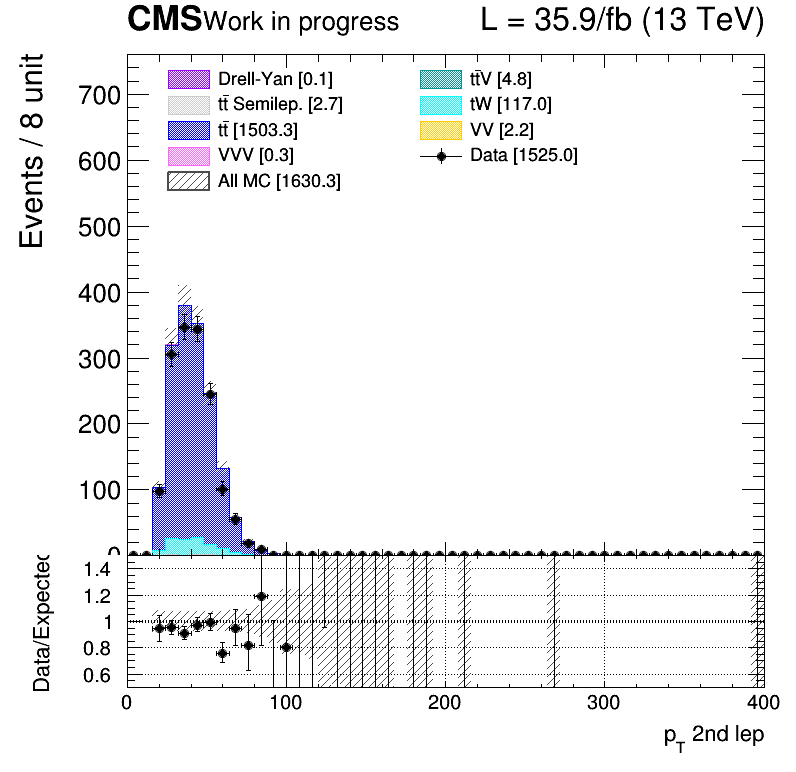 CMS Work in progress L = 35.9/fb (13 TeV)
Events / 8 unit
700
600
500
400
300
200
100
0
Drell-Yan [0.1]
tt̄ Semilep. [2.7]
tt̄ [1503.3]
VVV [0.3]
All MC [1630.3]
tt̄V [4.8]
tW [117.0]
VV [2.2]
Data [1525.0]
Data/Expected
1.4
1.2
1
0.8
0.6
0 100 200 300 400
p_T 2nd lep